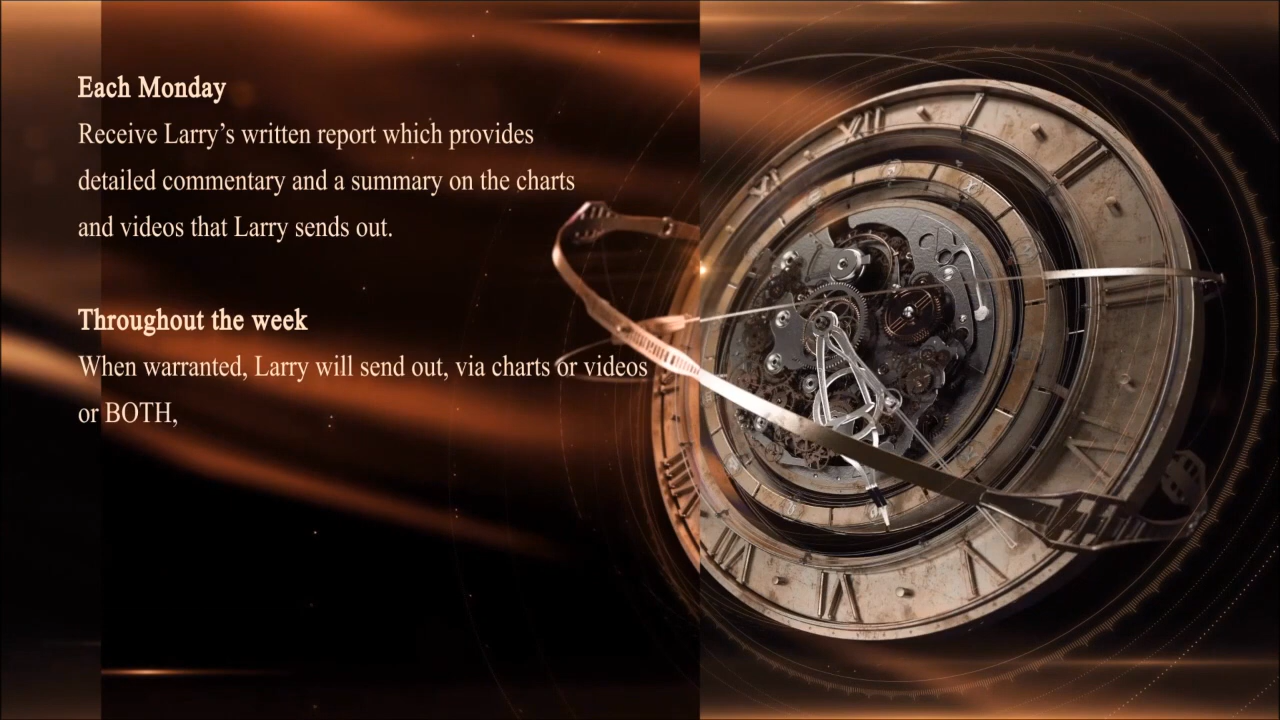 Each Monday
Receive Larry’s written report which provides
detailed commentary and a summary on the charts
and videos that Larry sends out.
Throughout the week
When warranted, Larry will send out, via charts or videos
or BOTH,